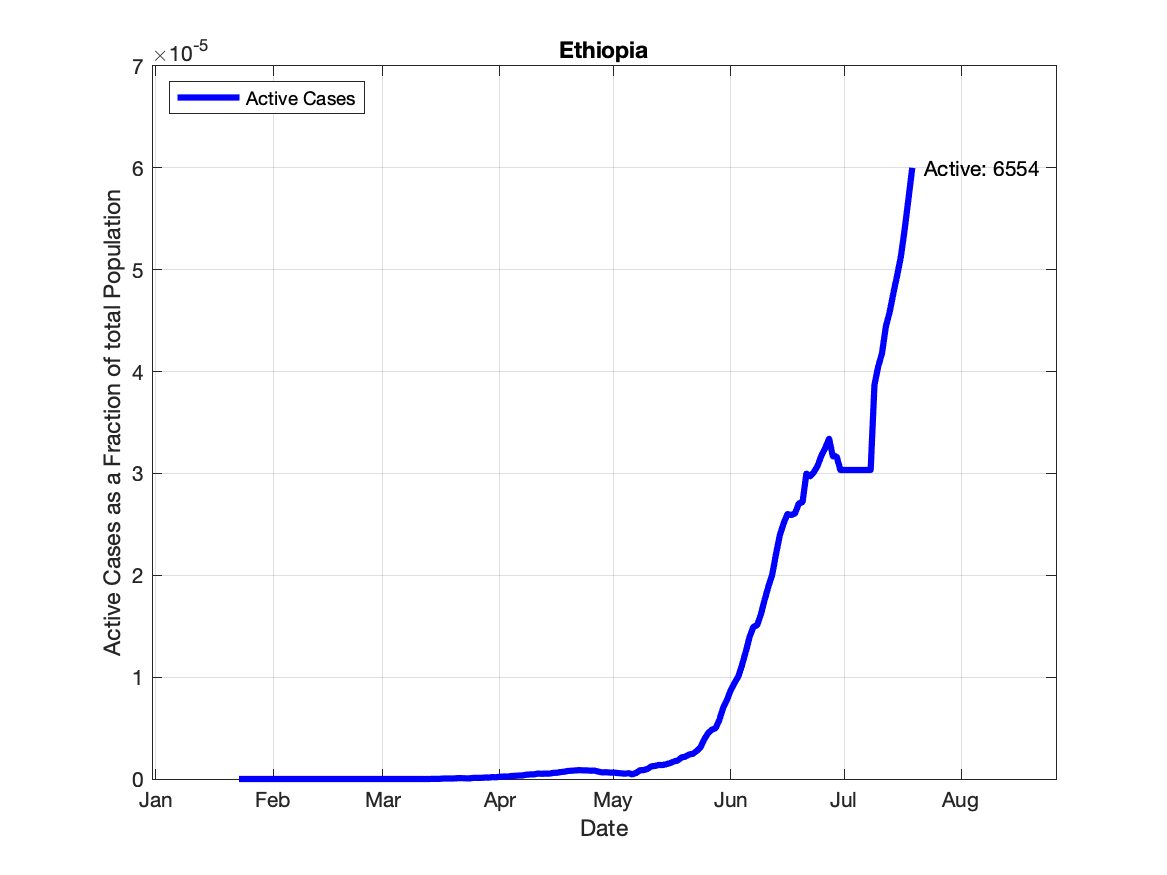 Ethiopia
×10-5
Active Cases
Active: 6554
7
6
5
4
3
2
1
0
Active Cases as a Fraction of total Population
Jan Feb Mar Apr May Jun Jul Aug
Date